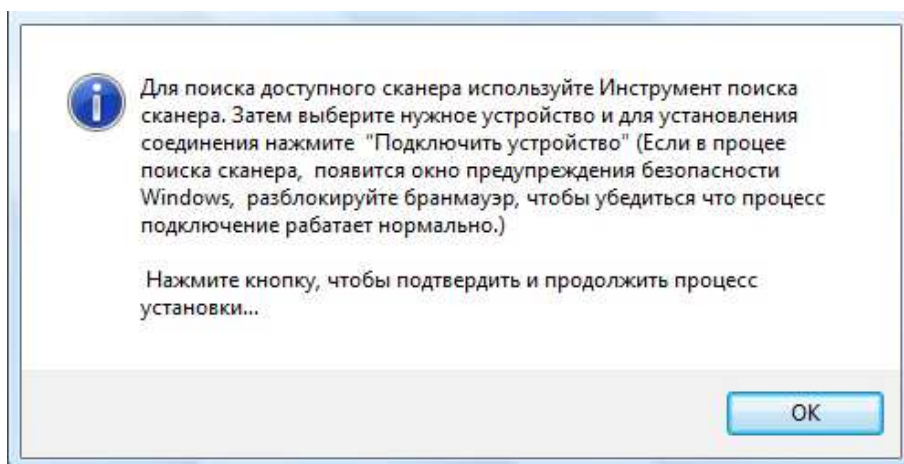 Для поиска доступного сканера используйте Инструмент поиска
сканера. Затем выберите нужное устройство и для установления
соединения нажмите  "Подключить устройство" (Если в процее
поиска сканера,  появится окно предупреждения безопасности
Windows,  разблокируйте бранмауэр, чтобы убедиться что процесс
подключение рабатает нормально.)
Нажмите кнопку, чтобы подтвердить и продолжить процесс
установки...
OK